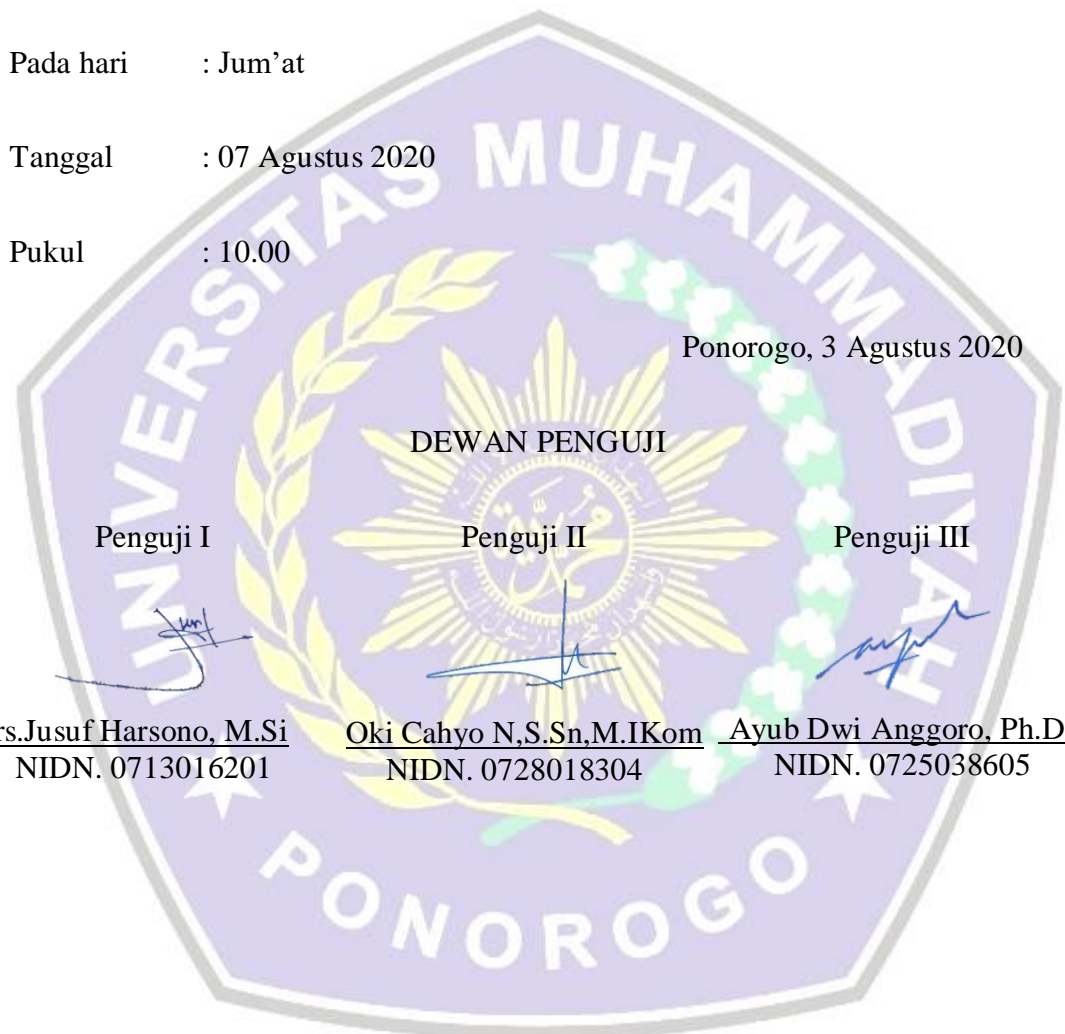 Pada hari : Jum’at
Tanggal : 07 Agustus 2020
Pukul : 10.00
Ponorogo, 3 Agustus 2020
DEWAN PENGUJI
Penguji I Penguji II Penguji III
rs.Jusuf Harsono, M.Si Oki Cahyo N,S.Sn,M.IKom Ayub Dwi Anggoro, Ph.D
NIDN. 0713016201 NIDN. 0728018304 NIDN. 0725038605
UNIVERSITAS MUHAMMADIYAH
PONOROGO